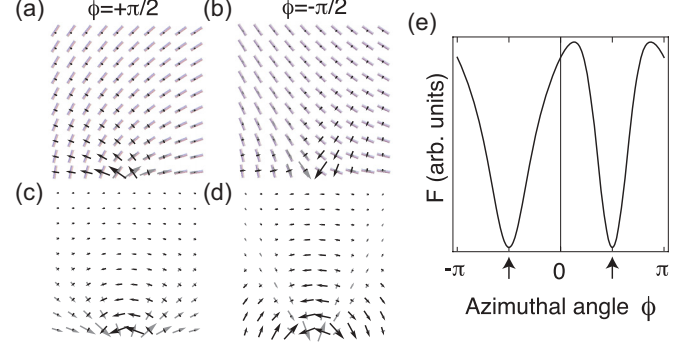 (a) ϕ=+π/2
(b) ϕ=-π/2
(c)
(d)
(e)
F (arb. units)
-π 0 π
Azimuthal angle ϕ